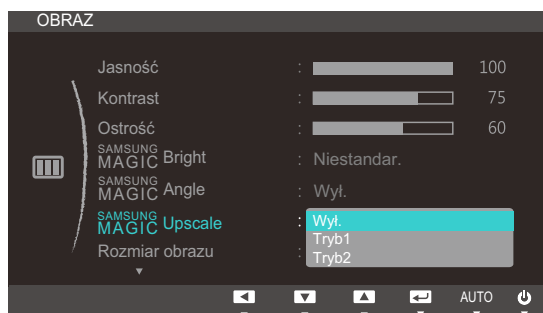 OBRAZ
Jasność : 100
Kontrast : 75
Ostrość : 60
SAMSUNG MAGIC Bright : Niestandar.
SAMSUNG MAGIC Angle : Wył.
SAMSUNG MAGIC Upscale : Wył.
Tryb1
Rozmiar obrazu : Tryb2
AUTO